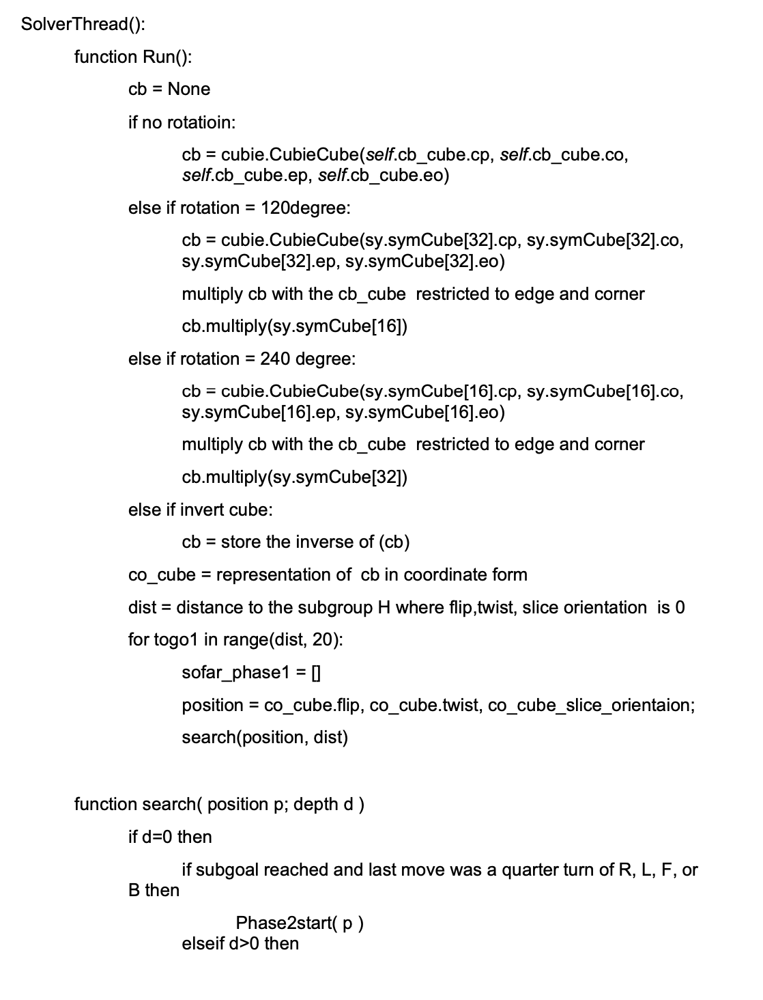 SolverThread():
function Run():
cb = None
if no rotatioin:
cb = cubie.CubieCube(self.cb_cube.cp, self.cb_cube.co,
self.cb_cube.ep, self.cb_cube.eo)
else if rotation = 120degree:
cb = cubie.CubieCube(sy.symCube[32].cp, sy.symCube[32].co,
sy.symCube[32].ep, sy.symCube[32].eo)
multiply cb with the cb_cube  restricted to edge and corner
cb.multiply(sy.symCube[16])
else if rotation = 240 degree:
cb = cubie.CubieCube(sy.symCube[16].cp, sy.symCube[16].co,
sy.symCube[16].ep, sy.symCube[16].eo)
multiply cb with the cb_cube  restricted to edge and corner
cb.multiply(sy.symCube[32])
else if invert cube:
cb = store the inverse of (cb)
co_cube = representation of  cb in coordinate form
dist = distance to the subgroup H where flip,twist, slice orientation  is 0
for togo1 in range(dist, 20):
sofar_phase1 = []
position = co_cube.flip, co_cube.twist, co_cube_slice_orientaion;
search(position, dist)
function search( position p; depth d )
if d=0 then
if subgoal reached and last move was a quarter turn of R, L, F, or
B then
Phase2start( p )
elseif d>0 then